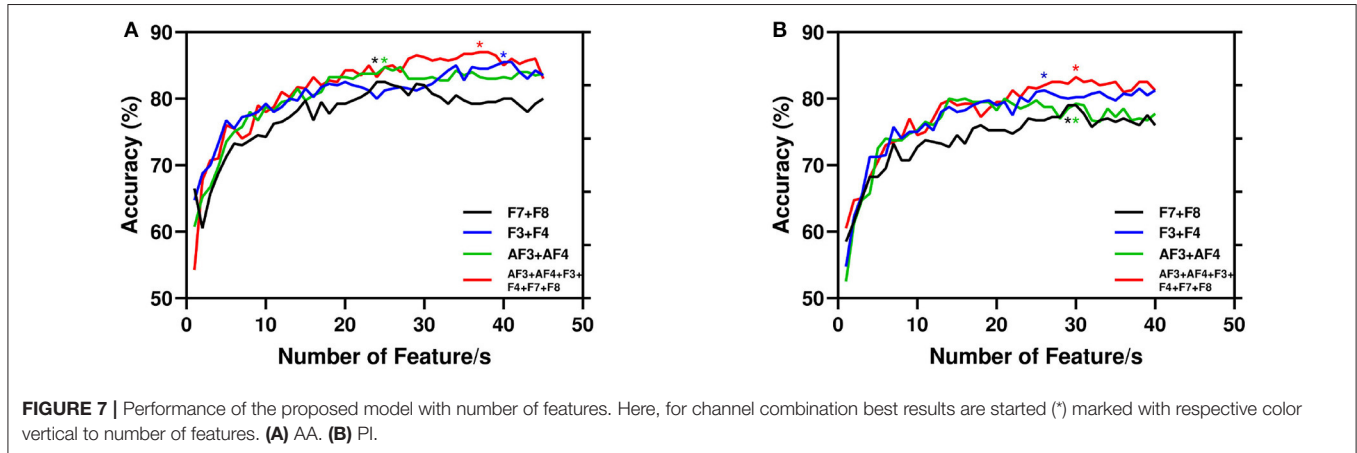 A
Accuracy (%)
90
80
70
60
50
* * * *
F7+F8
F3+F4
AF3+AF4
AF3+AF4+F3+
F4+F7+F8
0 10 20 30 40 50
Number of Feature/s
B
Accuracy (%)
90
80
70
60
50
* * * *
F7+F8
F3+F4
AF3+AF4
AF3+AF4+F3+
F4+F7+F8
0 10 20 30 40 50
Number of Feature/s
FIGURE 7 | Performance of the proposed model with number of features. Here, for channel combination best results are started (*) marked with respective color
vertical to number of features. (A) AA. (B) PI.